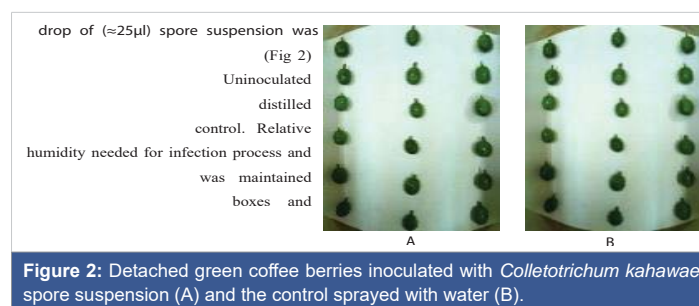 drop of (≈25µl) spore suspension was
(Fig 2)
Uninoculated
distilled
control. Relative
humidity needed for infection process and
was maintained
boxes and
A
B
Figure 2: Detached green coffee berries inoculated with Colletotrichum kahawae
spore suspension (A) and the control sprayed with water (B).